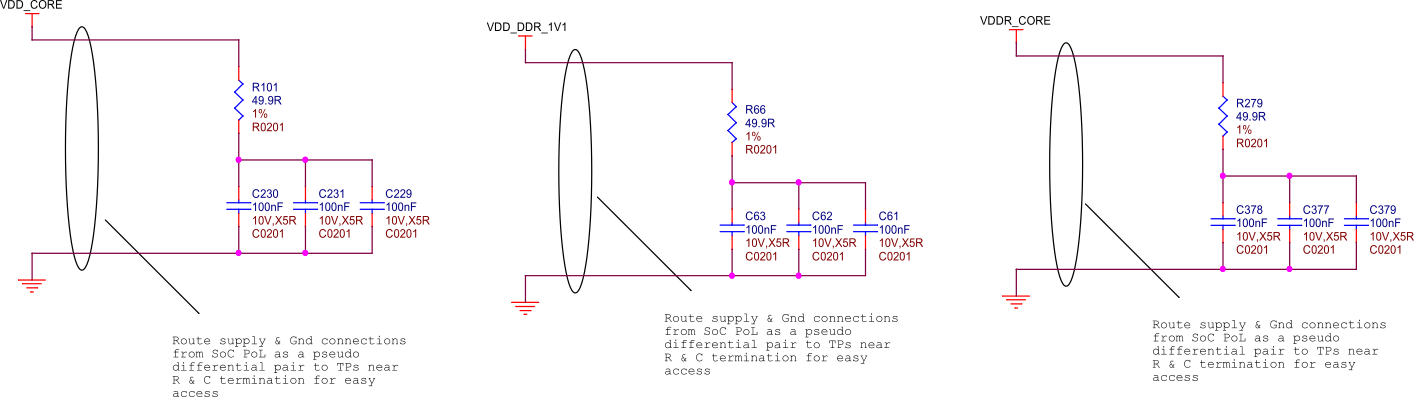 VDD_CORE
R101
49.9R
1%
R0201
C230
100nF
10V,X5R
C0201
C231
100nF
10V,X5R
C0201
C229
100nF
10V,X5R
C0201
Route supply & Gnd connections
from SoC PoL as a pseudo
differential pair to TPs near
R & C termination for easy
access
VDD_DDR_1V1
R66
49.9R
1%
R0201
C63
100nF
10V,X5R
C0201
C62
100nF
10V,X5R
C0201
C61
100nF
10V,X5R
C0201
Route supply & Gnd connections
from SoC PoL as a pseudo
differential pair to TPs near
R & C termination for easy
access
VDDR_CORE
R279
49.9R
1%
R0201
C378
100nF
10V,X5R
C0201
C377
100nF
10V,X5R
C0201
C379
100nF
10V,X5R
C0201
Route supply & Gnd connections
from SoC PoL as a pseudo
differential pair to TPs near
R & C termination for easy
access